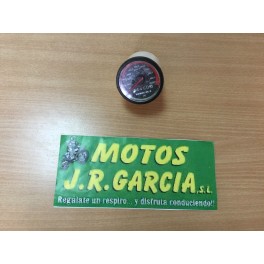 MOTOS
J.R. GARCIA, S.L.
Regálate un respiro... y disfruta conduciendo!!